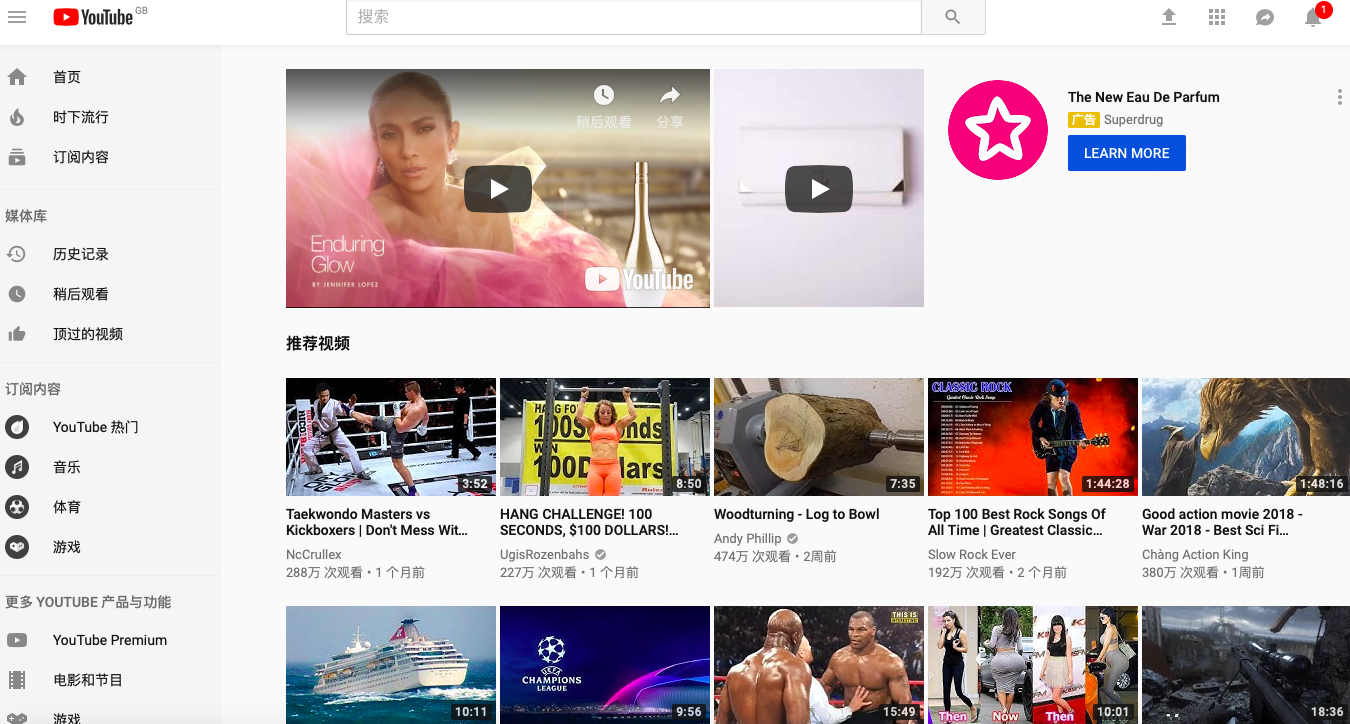 YouTube GB
搜索
1
首页
时下流行
订阅内容
媒体库
历史记录
稍后观看
顶过的视频
订阅内容
YouTube 热门
音乐
体育
游戏
更多 YOUTUBE 产品与功能
YouTube Premium
电影和节目
游戏
稍后观看
分享
Enduring
Glow
BY JENNIFER LOPEZ
YouTube
The New Eau De Parfum
广告 Superdrug
LEARN MORE
推荐视频
3:52
Taekwondo Masters vs
Kickboxers | Don't Mess Wit...
NcCrullex
288万 次观看 • 1 个月前
HANG FO
100Seconds
WIN
100Dollars
8:50
HANG CHALLENGE! 100
SECONDS, $100 DOLLARS!...
UgisRozenbahs
227万 次观看 • 1 个月前
7:35
Woodturning - Log to Bowl
Andy Phillip
474万 次观看 • 2周前
CLASSIC ROCK
1:44:28
Top 100 Best Rock Songs Of
All Time | Greatest Classic...
Slow Rock Ever
192万 次观看 • 2 个月前
1:48:16
Good action movie 2018 -
War 2018 - Best Sci Fi...
Chàng Action King
380万 次观看 • 1周前
10:11
UEFA
CHAMPIONS
LEAGUE
9:56
THIS IS
INTERESTING
15:49
Then
Now
Then
10:01
18:36